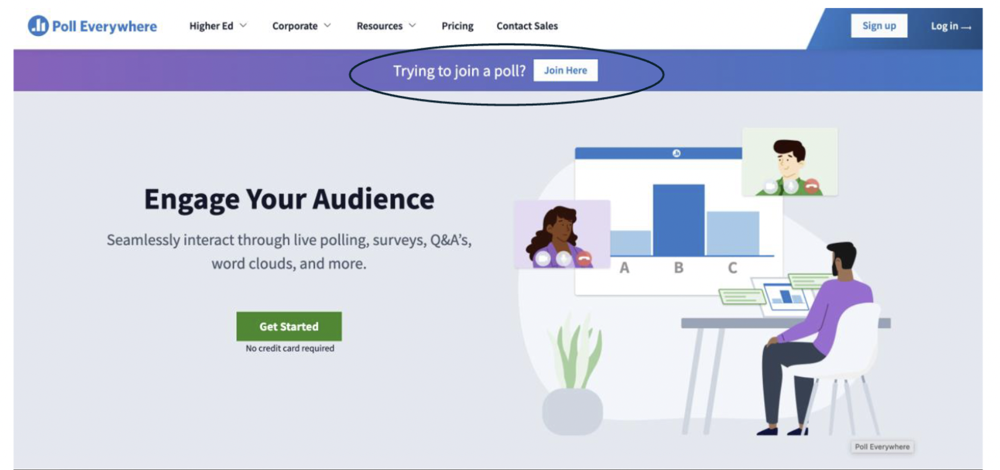 Poll Everywhere
Higher Ed
Corporate
Resources
Pricing
Contact Sales
Sign up
Log in →
Trying to join a poll?
Join Here
Engage Your Audience
Seamlessly interact through live polling, surveys, Q&A’s,
word clouds, and more.
Get Started
No credit card required
A B C
Poll Everywhere